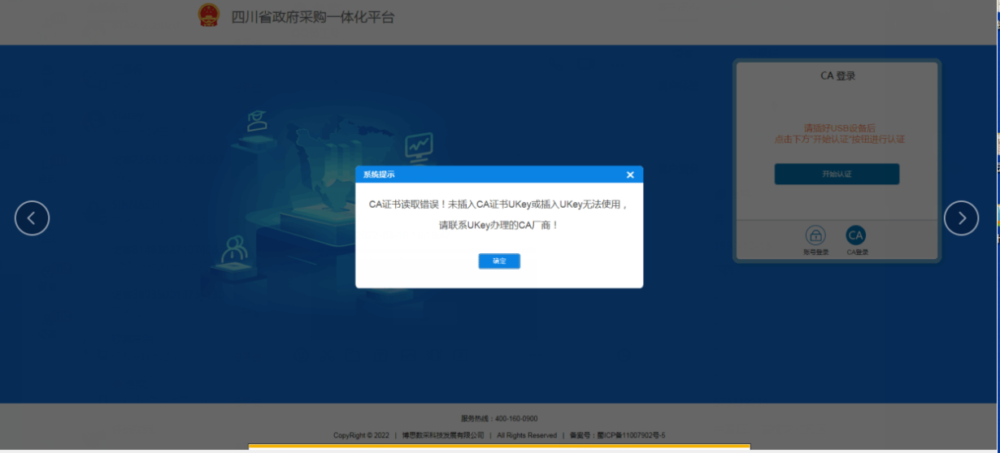 四川省政府采购一体化平台
CA 登录
请插好USB设备后
点击下方"开始认证"按钮进行认证
开始认证
账号登录
CA
CA登录
系统提示
CA证书读取错误！未插入CA证书UKey或插入UKey无法使用，
请联系UKey办理的CA厂商！
确定
服务热线：400-160-0900
CopyRight © 2022 | 博思数采科技发展有限公司 | All Rights Reserved | 备案号：蜀ICP备11007902号-5